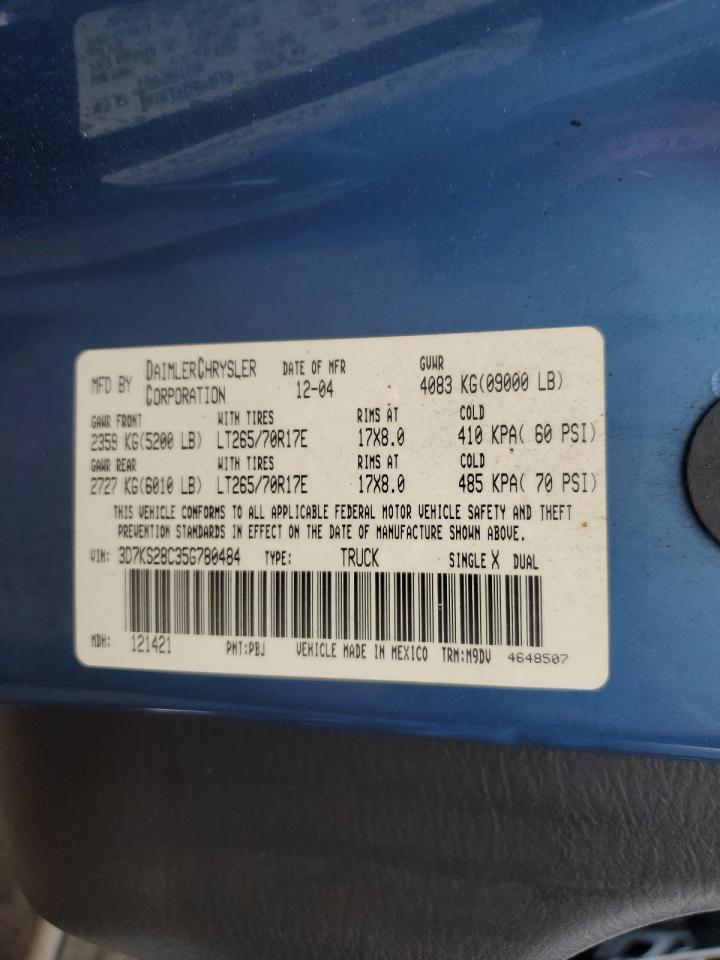 MFD BY DAIMLERCHRYSLER CORPORATION
DATE OF MFR 12-04
GVWR 4083 KG(09000 LB)
GAWR FRONT WITH TIRES RIMS AT COLD
2359 KG(5200 LB) LT265/70R17E 17X8.0 410 KPA( 60 PSI)
GAWR REAR WITH TIRES RIMS AT COLD
2727 KG(6010 LB) LT265/70R17E 17X8.0 485 KPA( 70 PSI)
THIS VEHICLE CONFORMS TO ALL APPLICABLE FEDERAL MOTOR VEHICLE SAFETY AND THEFT
PREVENTION STANDARDS IN EFFECT ON THE DATE OF MANUFACTURE SHOWN ABOVE.
VIN: 3D7KS28C35G780484 TYPE: TRUCK SINGLE X DUAL
MDH: 121421 PNT:PBJ VEHICLE MADE IN MEXICO TRM:M9DV 4648507